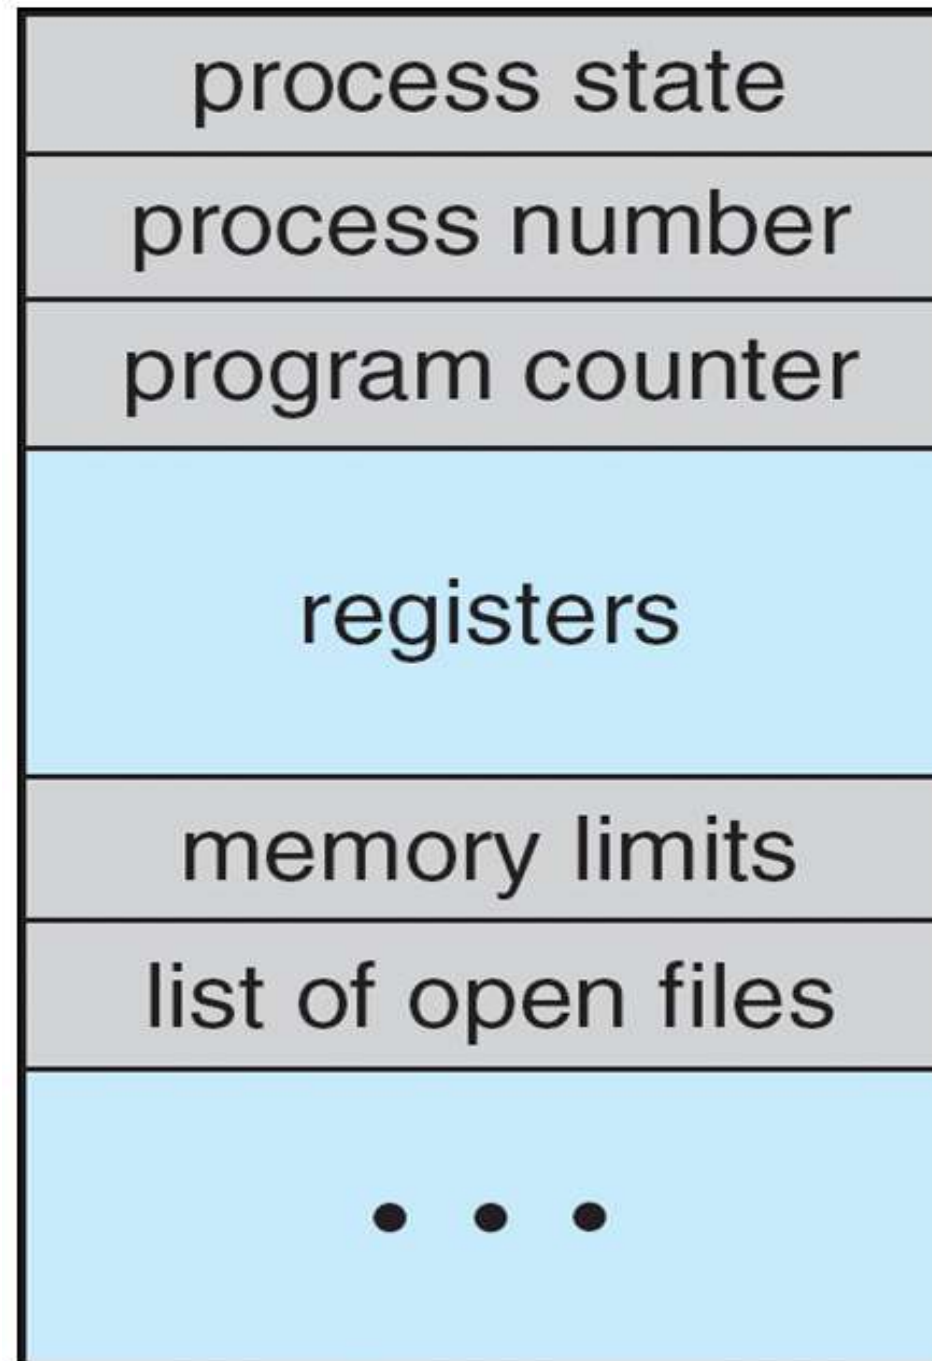 process state
process number
program counter
registers
memory limits
list of open files
• • •